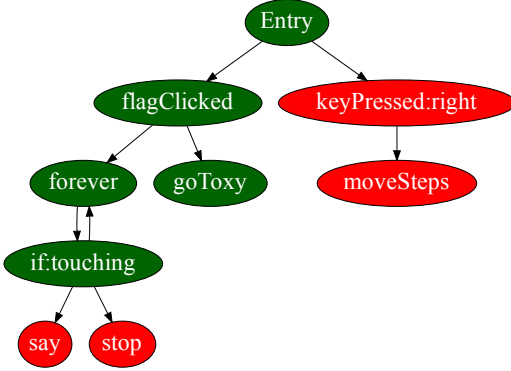 Entry
flagClicked
keyPressed:right
forever
goToxy
moveSteps
if:touching
say
stop